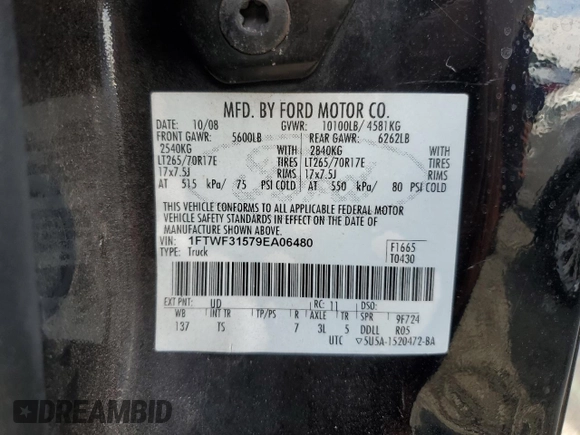 MFD. BY FORD MOTOR CO.
DATE: 10/08 GVWR: 10100LB/ 4581KG
FRONT GAWR: 5600LB REAR GAWR: 6262LB
2540KG WITH 2840KG WITH
LT265/70R17E TIRES LT265/70R17E TIRES
17x7.5J RIMS 17x7.5J RIMS
AT 515 kPa/ 75 PSI COLD AT 550 kPa/ 80 PSI COLD
THIS VEHICLE CONFORMS TO ALL APPLICABLE FEDERAL MOTOR
VEHICLE SAFETY STANDARDS IN EFFECT ON THE DATE OF
MANUFACTURE SHOWN ABOVE.
VIN: 1FTWF31579EA06480 F1665
TYPE: Truck T0430
EXT PNT: UD RC: 11 DSO:
WB INT TR TP/PS R AXLE TR SPR 9F724
137 TS 7 3L 5 DDLL R05
UTC ▽5U5A-1520472-BA
DREAMBID